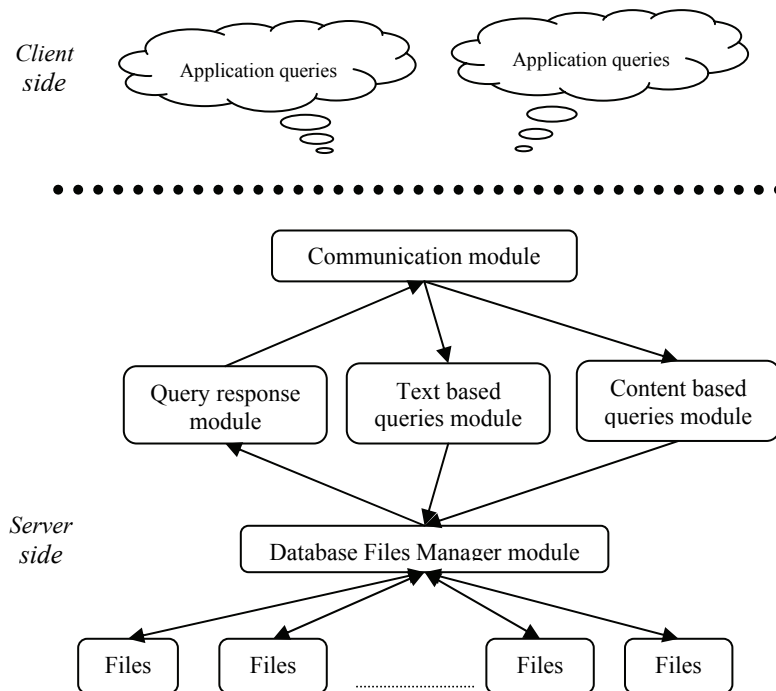 Client
side
Application queries
Application queries
Communication module
Query response
module
Text based
queries module
Content based
queries module
Server
side
Database Files Manager module
Files
Files
Files
Files